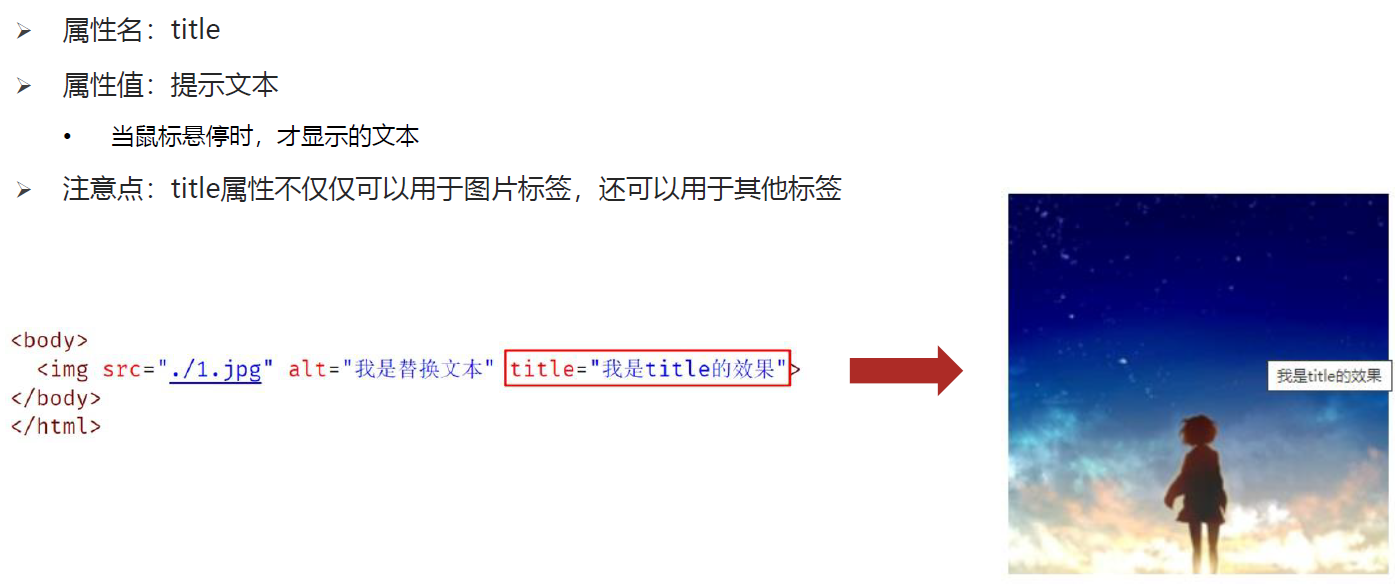 属性名：title
属性值：提示文本
当鼠标悬停时，才显示的文本
注意点：title属性不仅仅可以用于图片标签，还可以用于其他标签
<body>
<img src="./1.jpg" alt="我是替换文本" title="我是title的效果">
</body>
</html>
我是title的效果